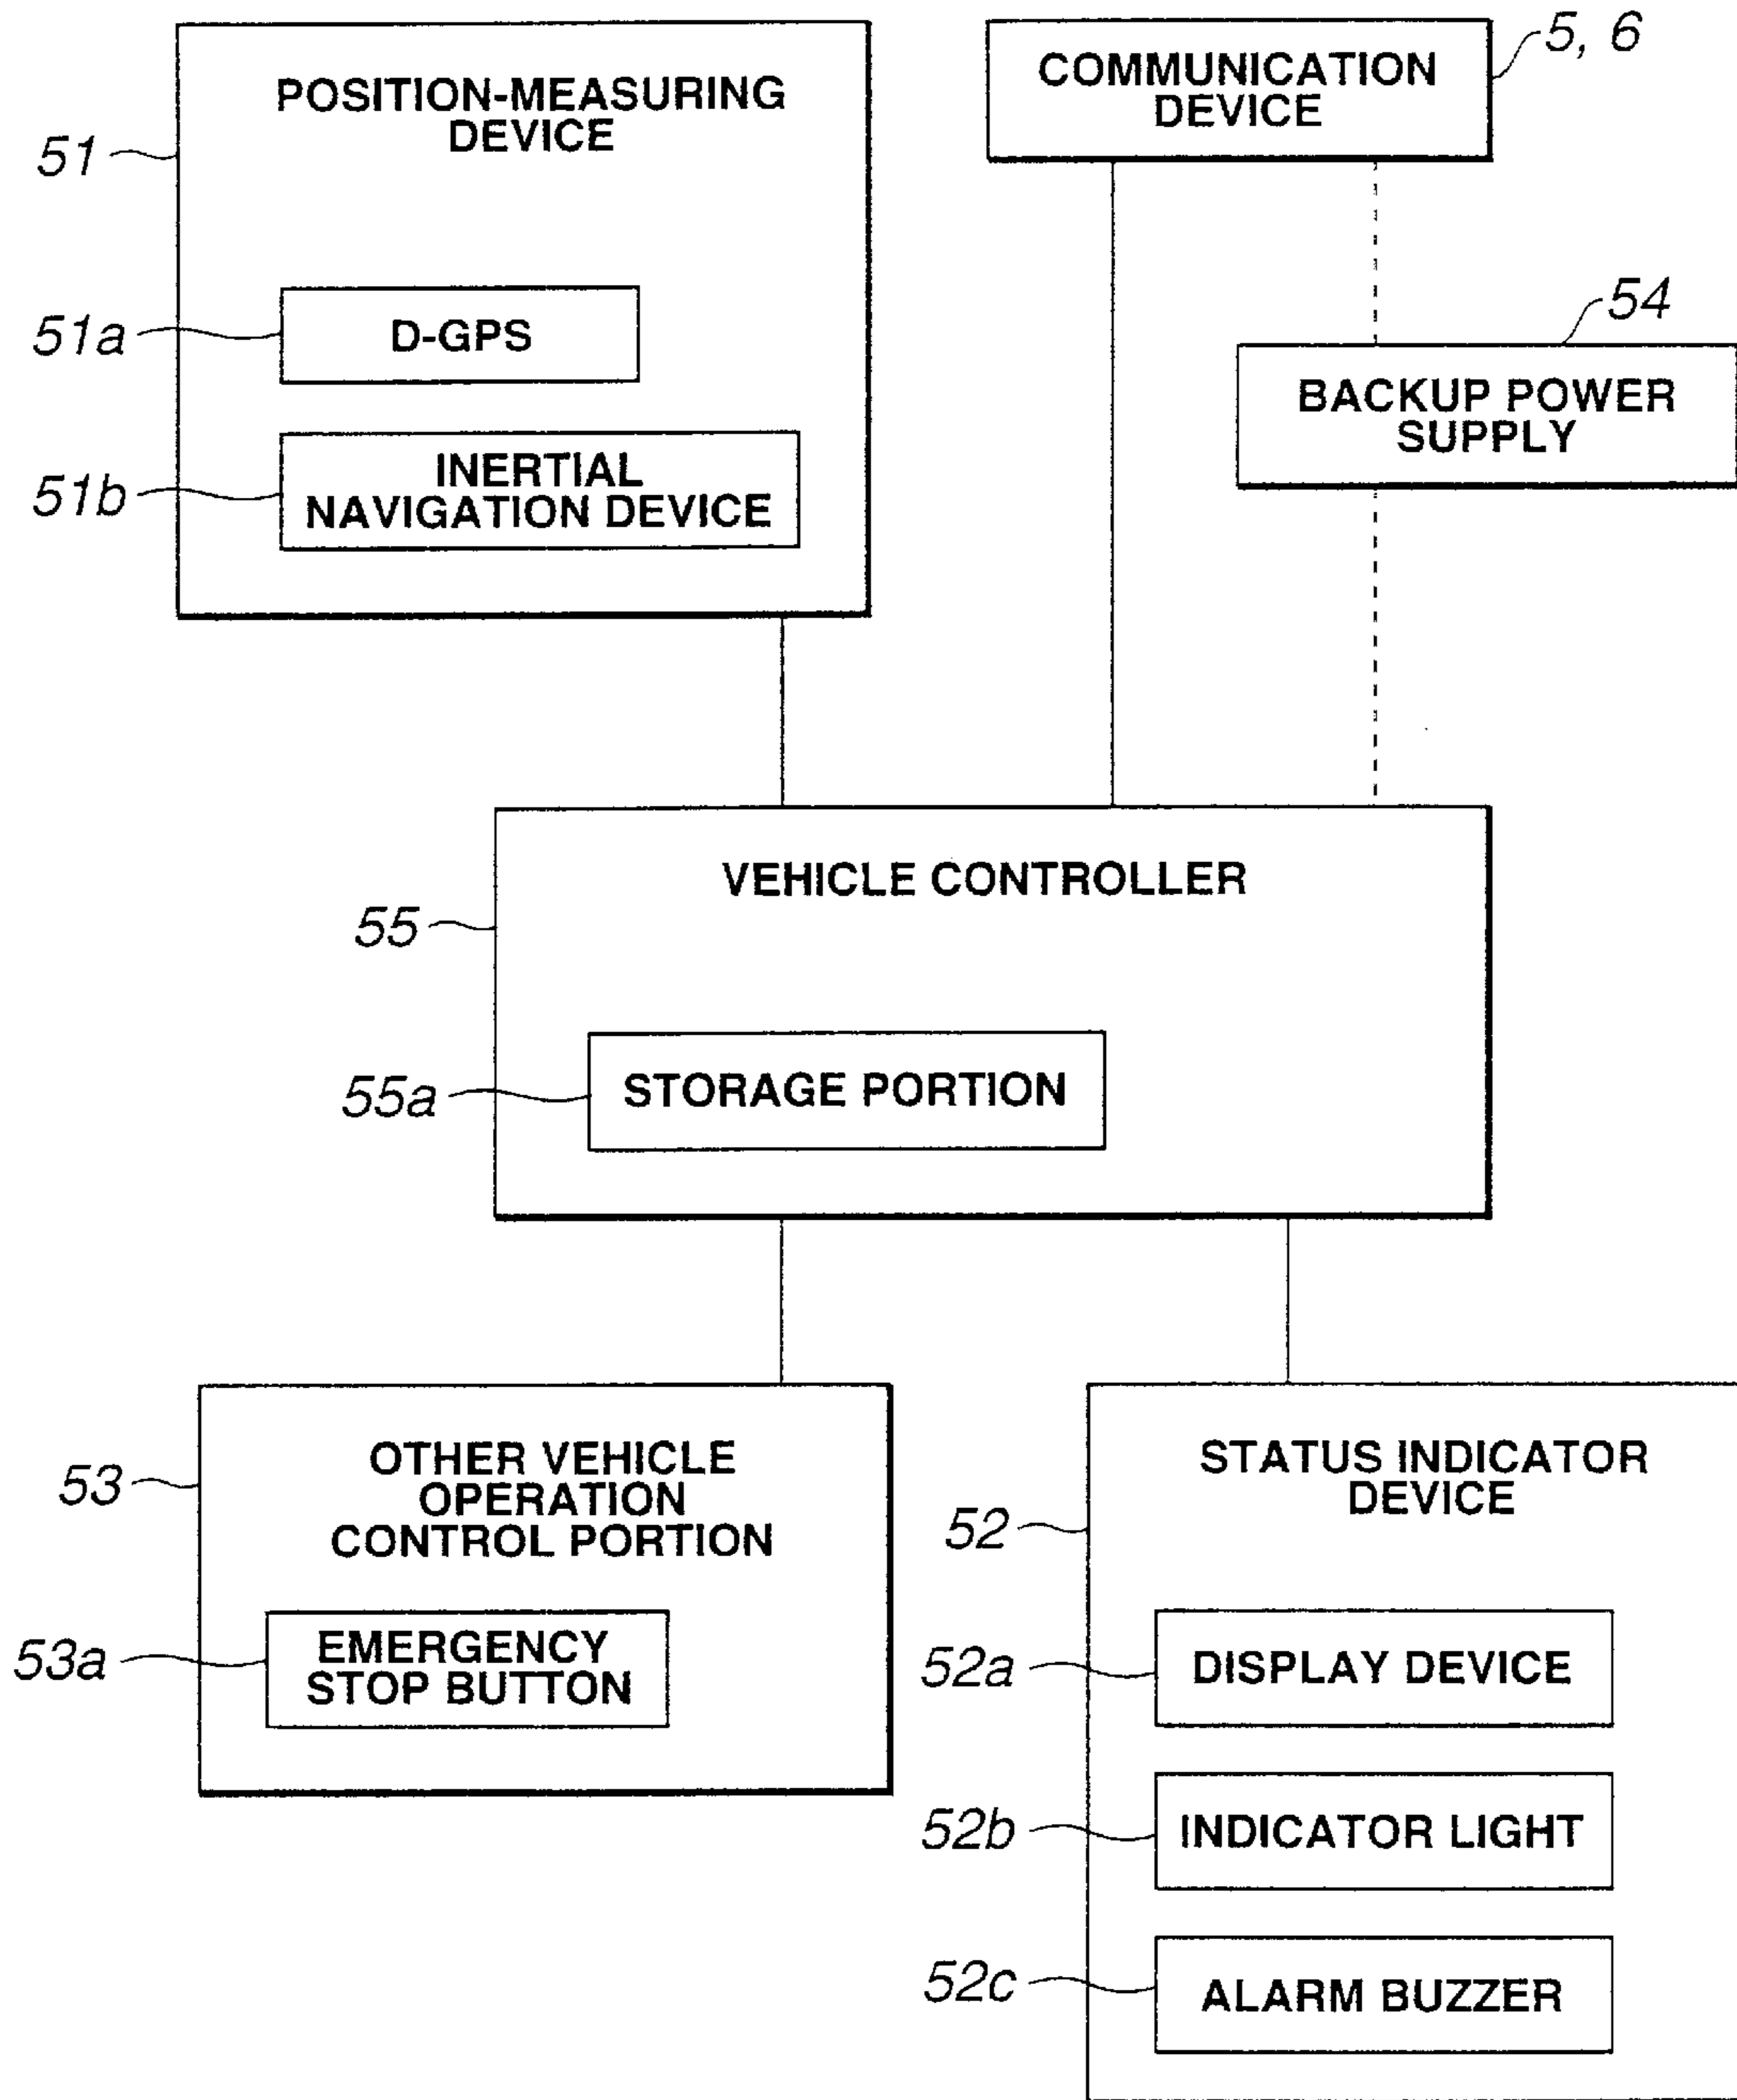 POSITION-MEASURING
DEVICE
51
51a
D-GPS
51b
INERTIAL
NAVIGATION DEVICE
COMMUNICATION
DEVICE
5, 6
54
BACKUP POWER
SUPPLY
VEHICLE CONTROLLER
55
55a
STORAGE PORTION
53
OTHER VEHICLE
OPERATION
CONTROL PORTION
53a
EMERGENCY
STOP BUTTON
STATUS INDICATOR
DEVICE
52
52a
DISPLAY DEVICE
52b
INDICATOR LIGHT
52c
ALARM BUZZER